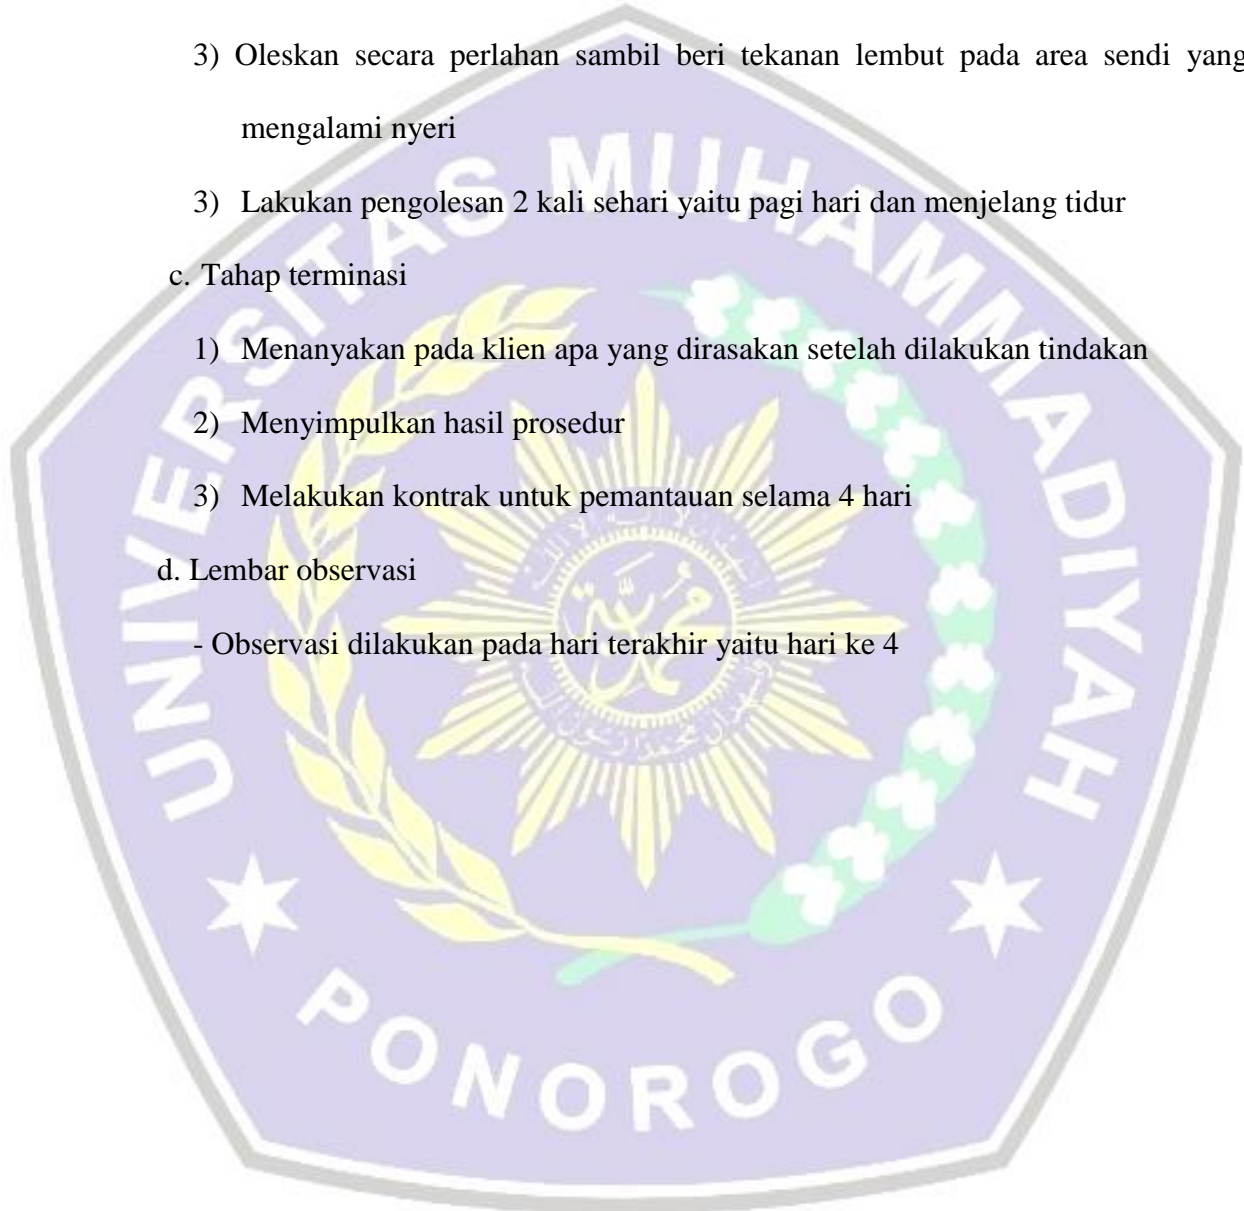 3) Oleskan secara perlahan sambil beri tekanan lembut pada area sendi yang
mengalami nyeri
3) Lakukan pengolesan 2 kali sehari yaitu pagi hari dan menjelang tidur
c. Tahap terminasi
1) Menanyakan pada klien apa yang dirasakan setelah dilakukan tindakan
2) Menyimpulkan hasil prosedur
3) Melakukan kontrak untuk pemantauan selama 4 hari
d. Lembar observasi
- Observasi dilakukan pada hari terakhir yaitu hari ke 4
UNIVERSITAS MUHAMMADIYAH
PONOROGO